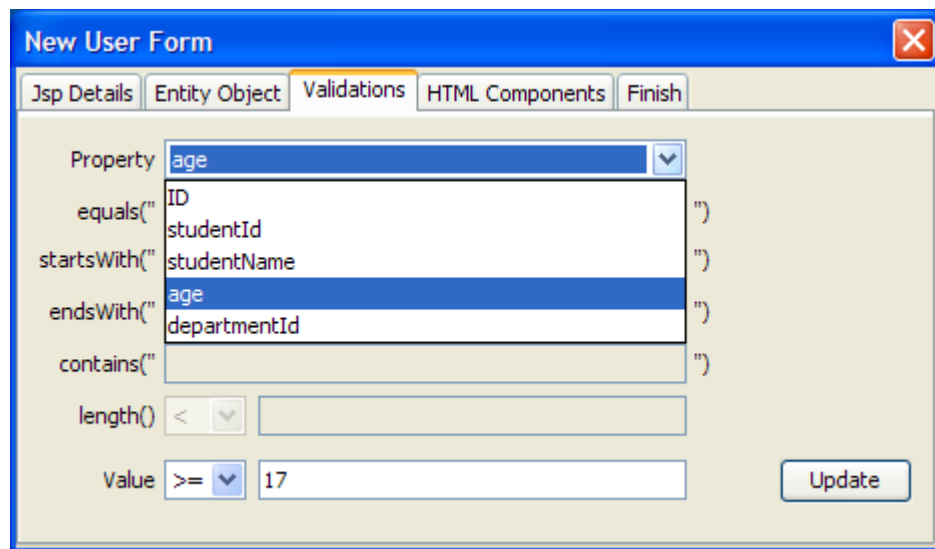 New User Form
Jsp Details Entity Object Validations HTML Components Finish
Property age
ID
equals(" ")
studentId
startsWith(" studentName ")
age
endsWith(" ")
departmentId
contains(" ")
length() <
Value >= 17 Update